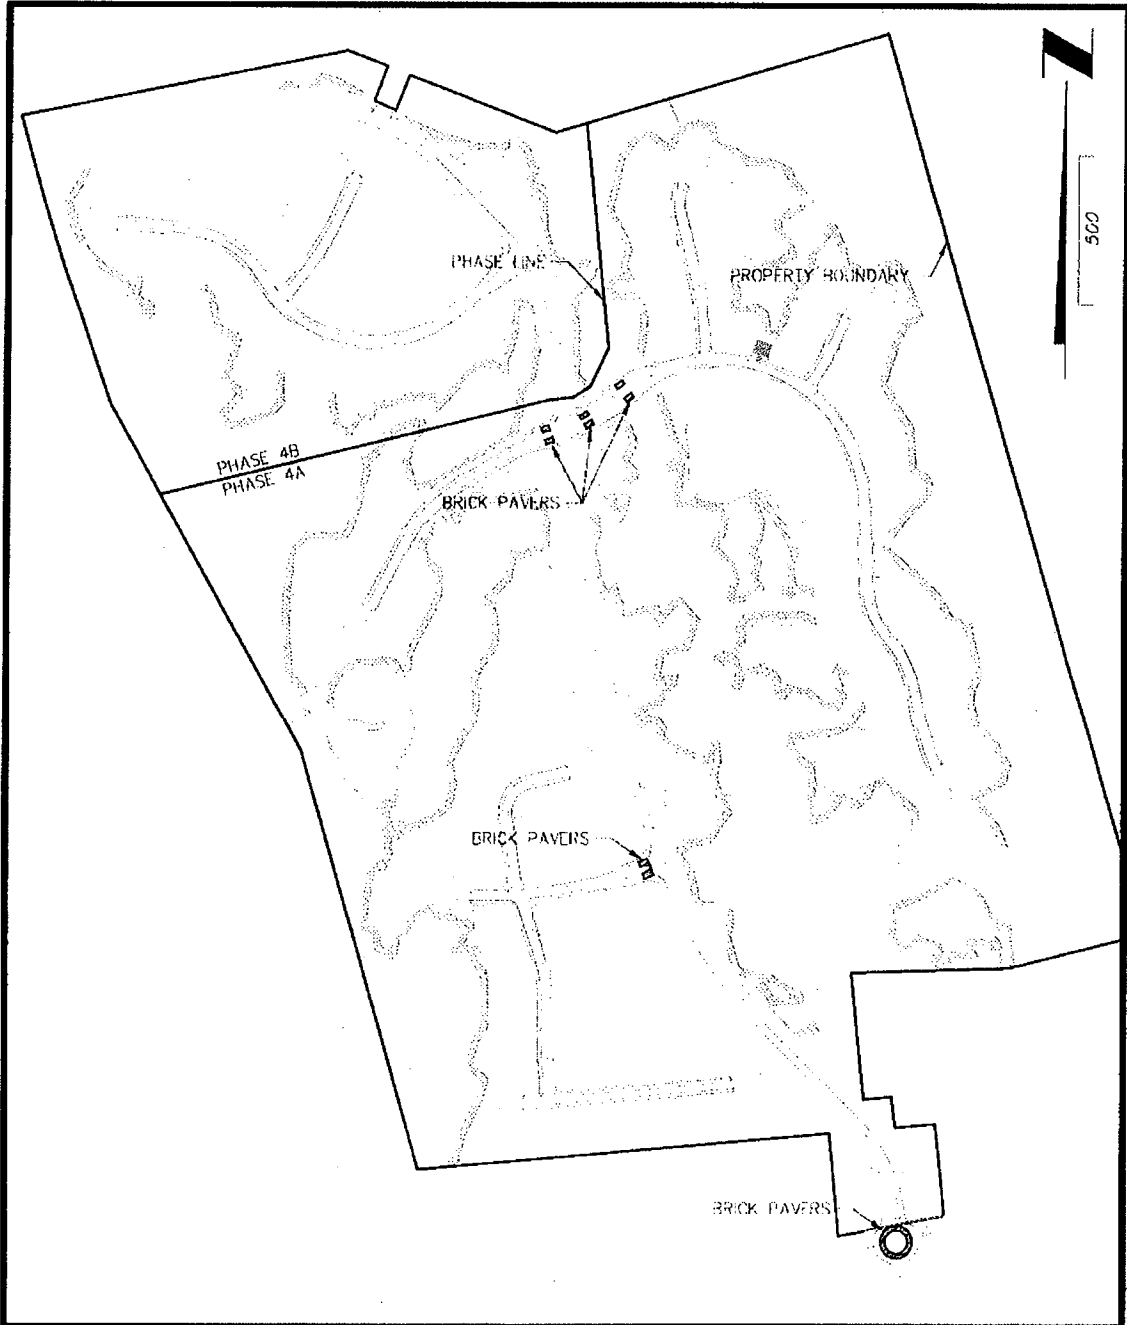 N
500
PHASE LINE
PROPERTY BOUNDARY
PHASE 4B
PHASE 4A
BRICK PAVERS
BRICK PAVERS
BRICK PAVERS